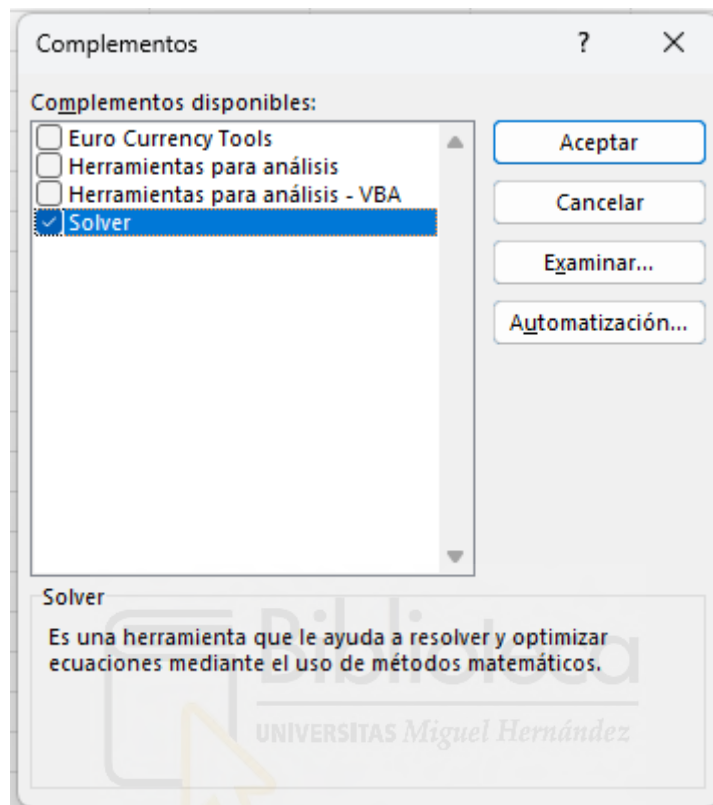 Complementos ? ×
Complementos disponibles:
Euro Currency Tools
Herramientas para análisis
Herramientas para análisis - VBA
Solver
Aceptar
Cancelar
Examinar...
Automatización...
Solver
Es una herramienta que le ayuda a resolver y optimizar
ecuaciones mediante el uso de métodos matemáticos.
Biblioteca
UNIVERSITAS Miguel Hernández